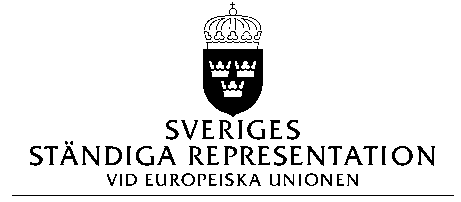 SVERIGES
STÄNDIGA REPRESENTATION
VID EUROPEISKA UNIONEN